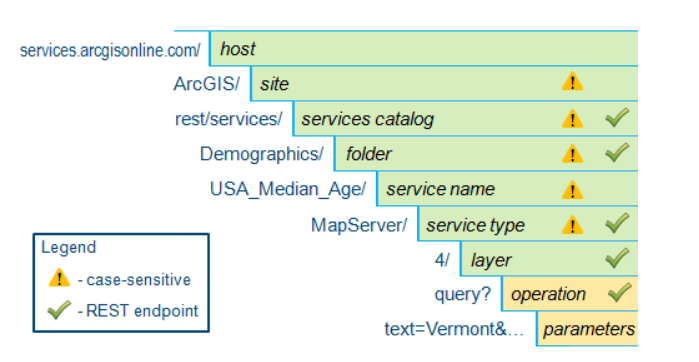 services.arcgisonline.com/ host
ArcGIS/ site
rest/services/ services catalog
Demographics/ folder
USA_Median_Age/ service name
MapServer/ service type
4/ layer
query? operation
text=Vermont&... parameters
Legend
- case-sensitive
- REST endpoint